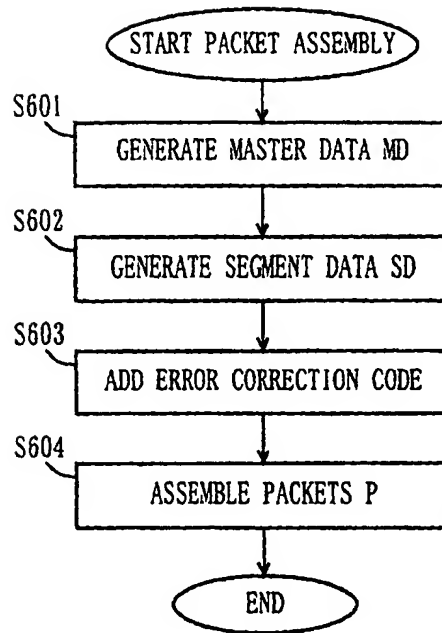 START PACKET ASSEMBLY
S601
GENERATE MASTER DATA MD
S602
GENERATE SEGMENT DATA SD
S603
ADD ERROR CORRECTION CODE
S604
ASSEMBLE PACKETS P
END